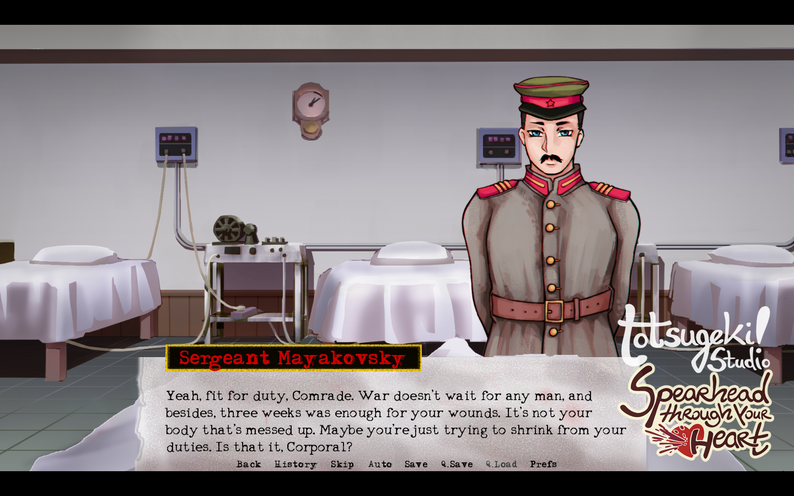 totsugeki!
Studio
Spearhead
through Your
Heart
Sergeant Mayakovsky
Yeah, fit for duty, Comrade. War doesn't wait for any man, and
besides, three weeks was enough for your wounds. It's not your
body that's messed up. Maybe you're just trying to shrink from your
duties. Is that it, Corporal?
Back History Skip Auto Save Q.Save Q.Load Prefs